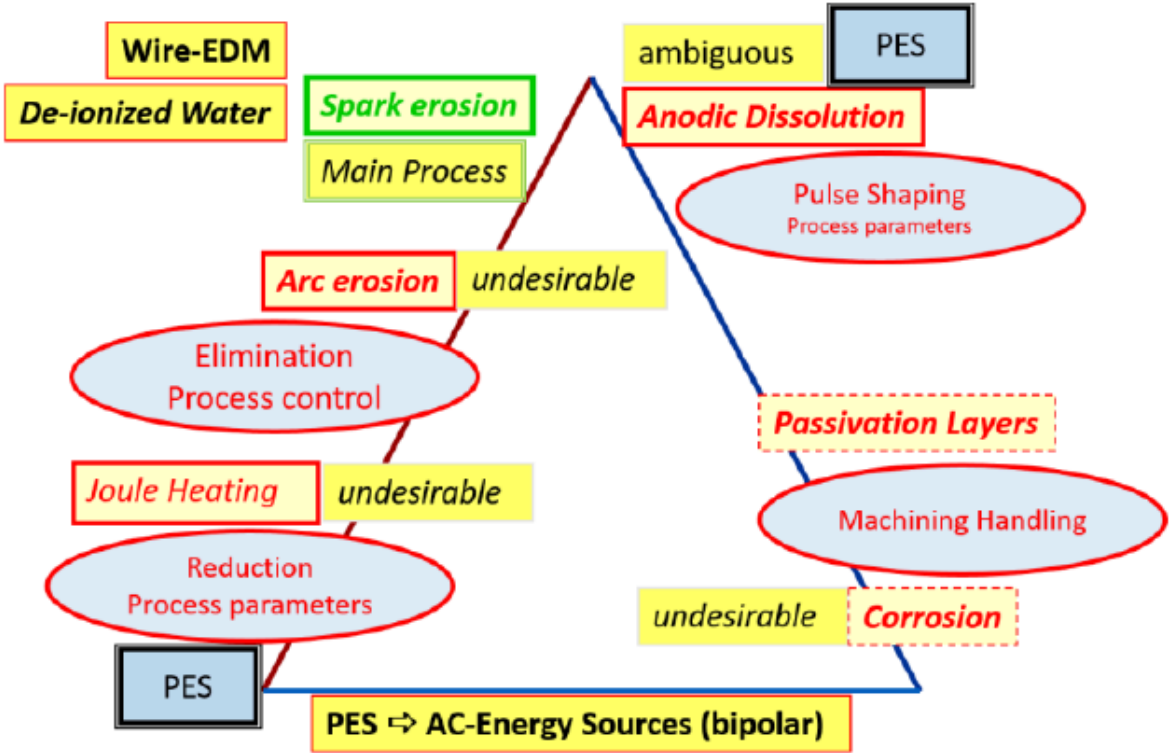 Wire-EDM
De-ionized Water
Spark erosion
Main Process
ambiguous
PES
Anodic Dissolution
Pulse Shaping
Process parameters
Arc erosion
undesirable
Elimination
Process control
Passivation Layers
Joule Heating
undesirable
Machining Handling
Reduction
Process parameters
undesirable
Corrosion
PES
PES ⇨ AC-Energy Sources (bipolar)